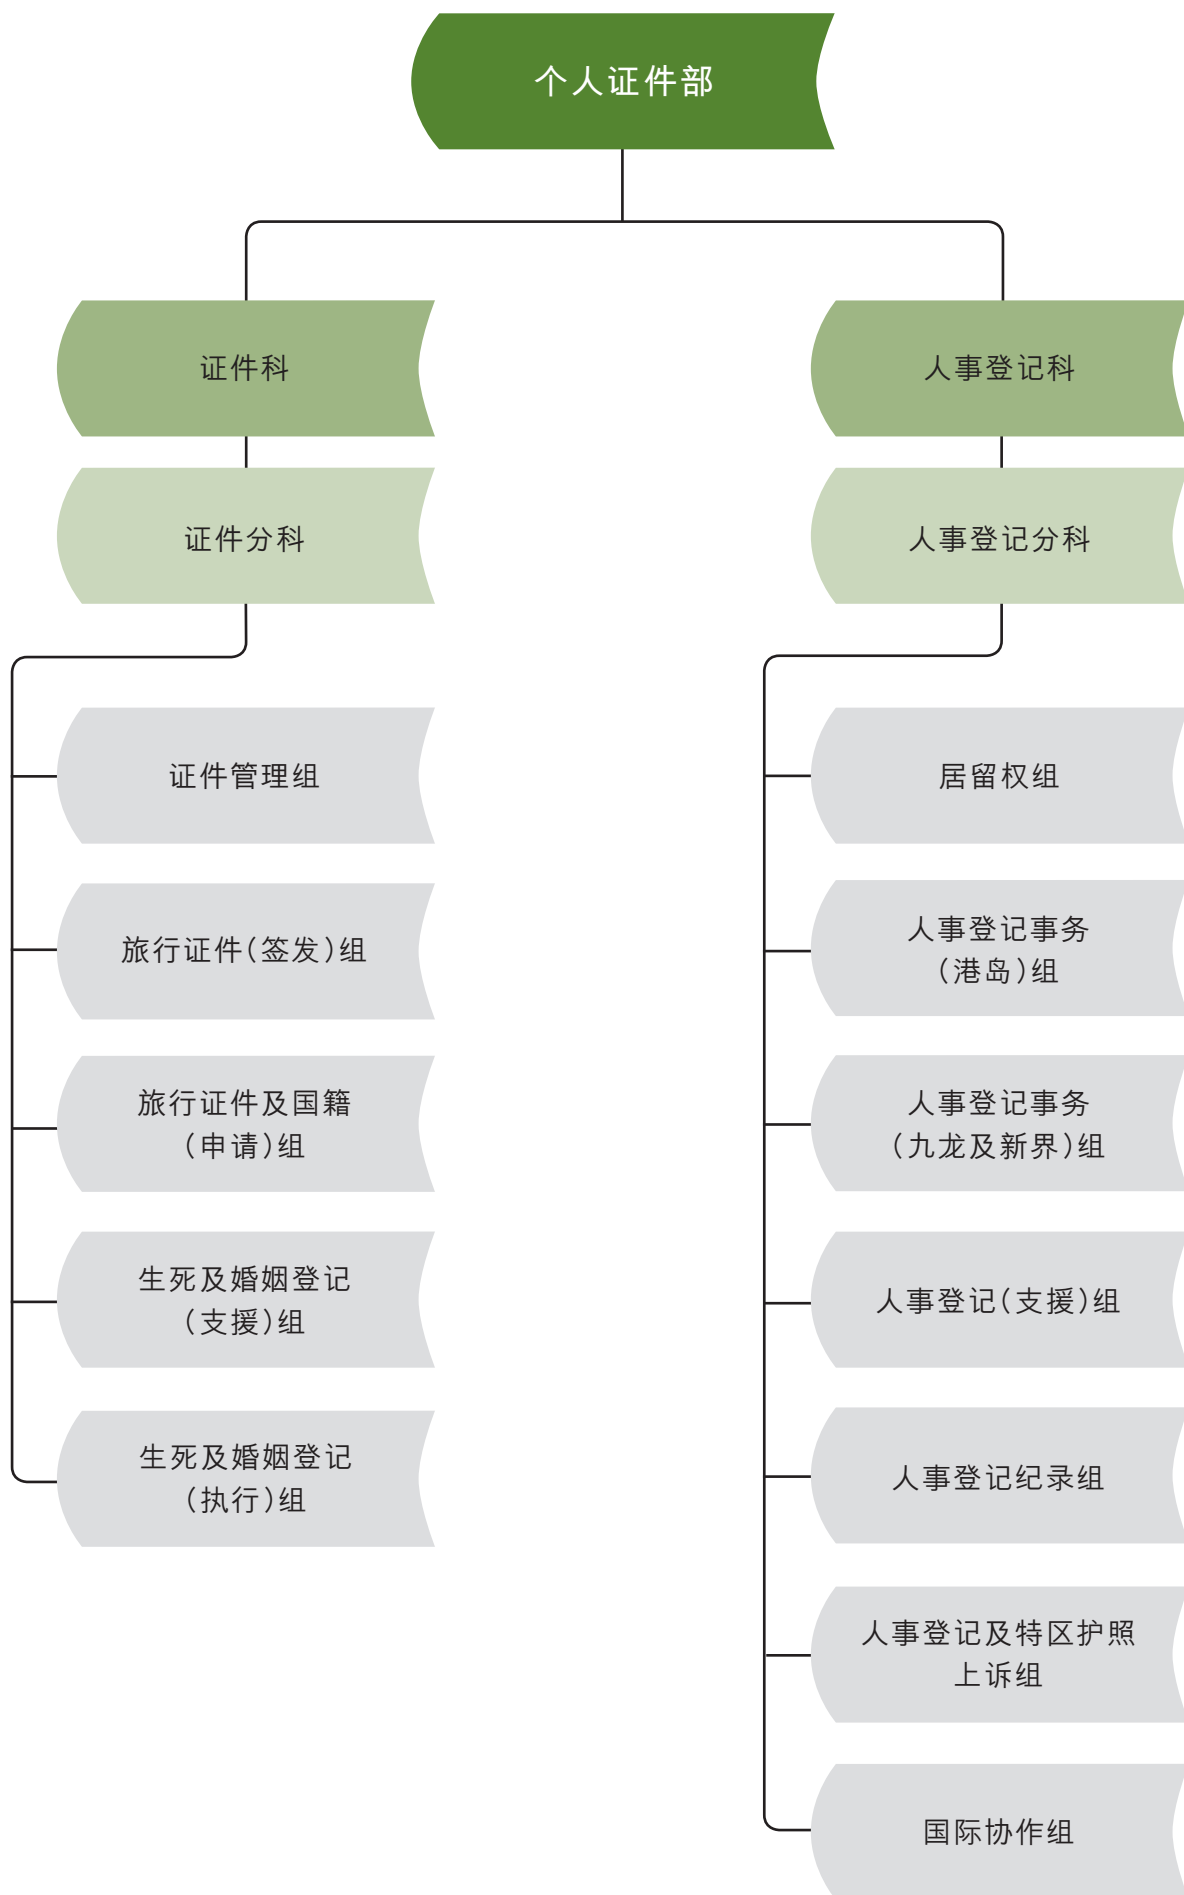 个人证件部
证件科
证件分科
证件管理组
旅行证件(签发)组
旅行证件及国籍
(申请)组
生死及婚姻登记
(支援)组
生死及婚姻登记
(执行)组
人事登记科
人事登记分科
居留权组
人事登记事务
(港岛)组
人事登记事务
(九龙及新界)组
人事登记(支援)组
人事登记纪录组
人事登记及特区护照
上诉组
国际协作组